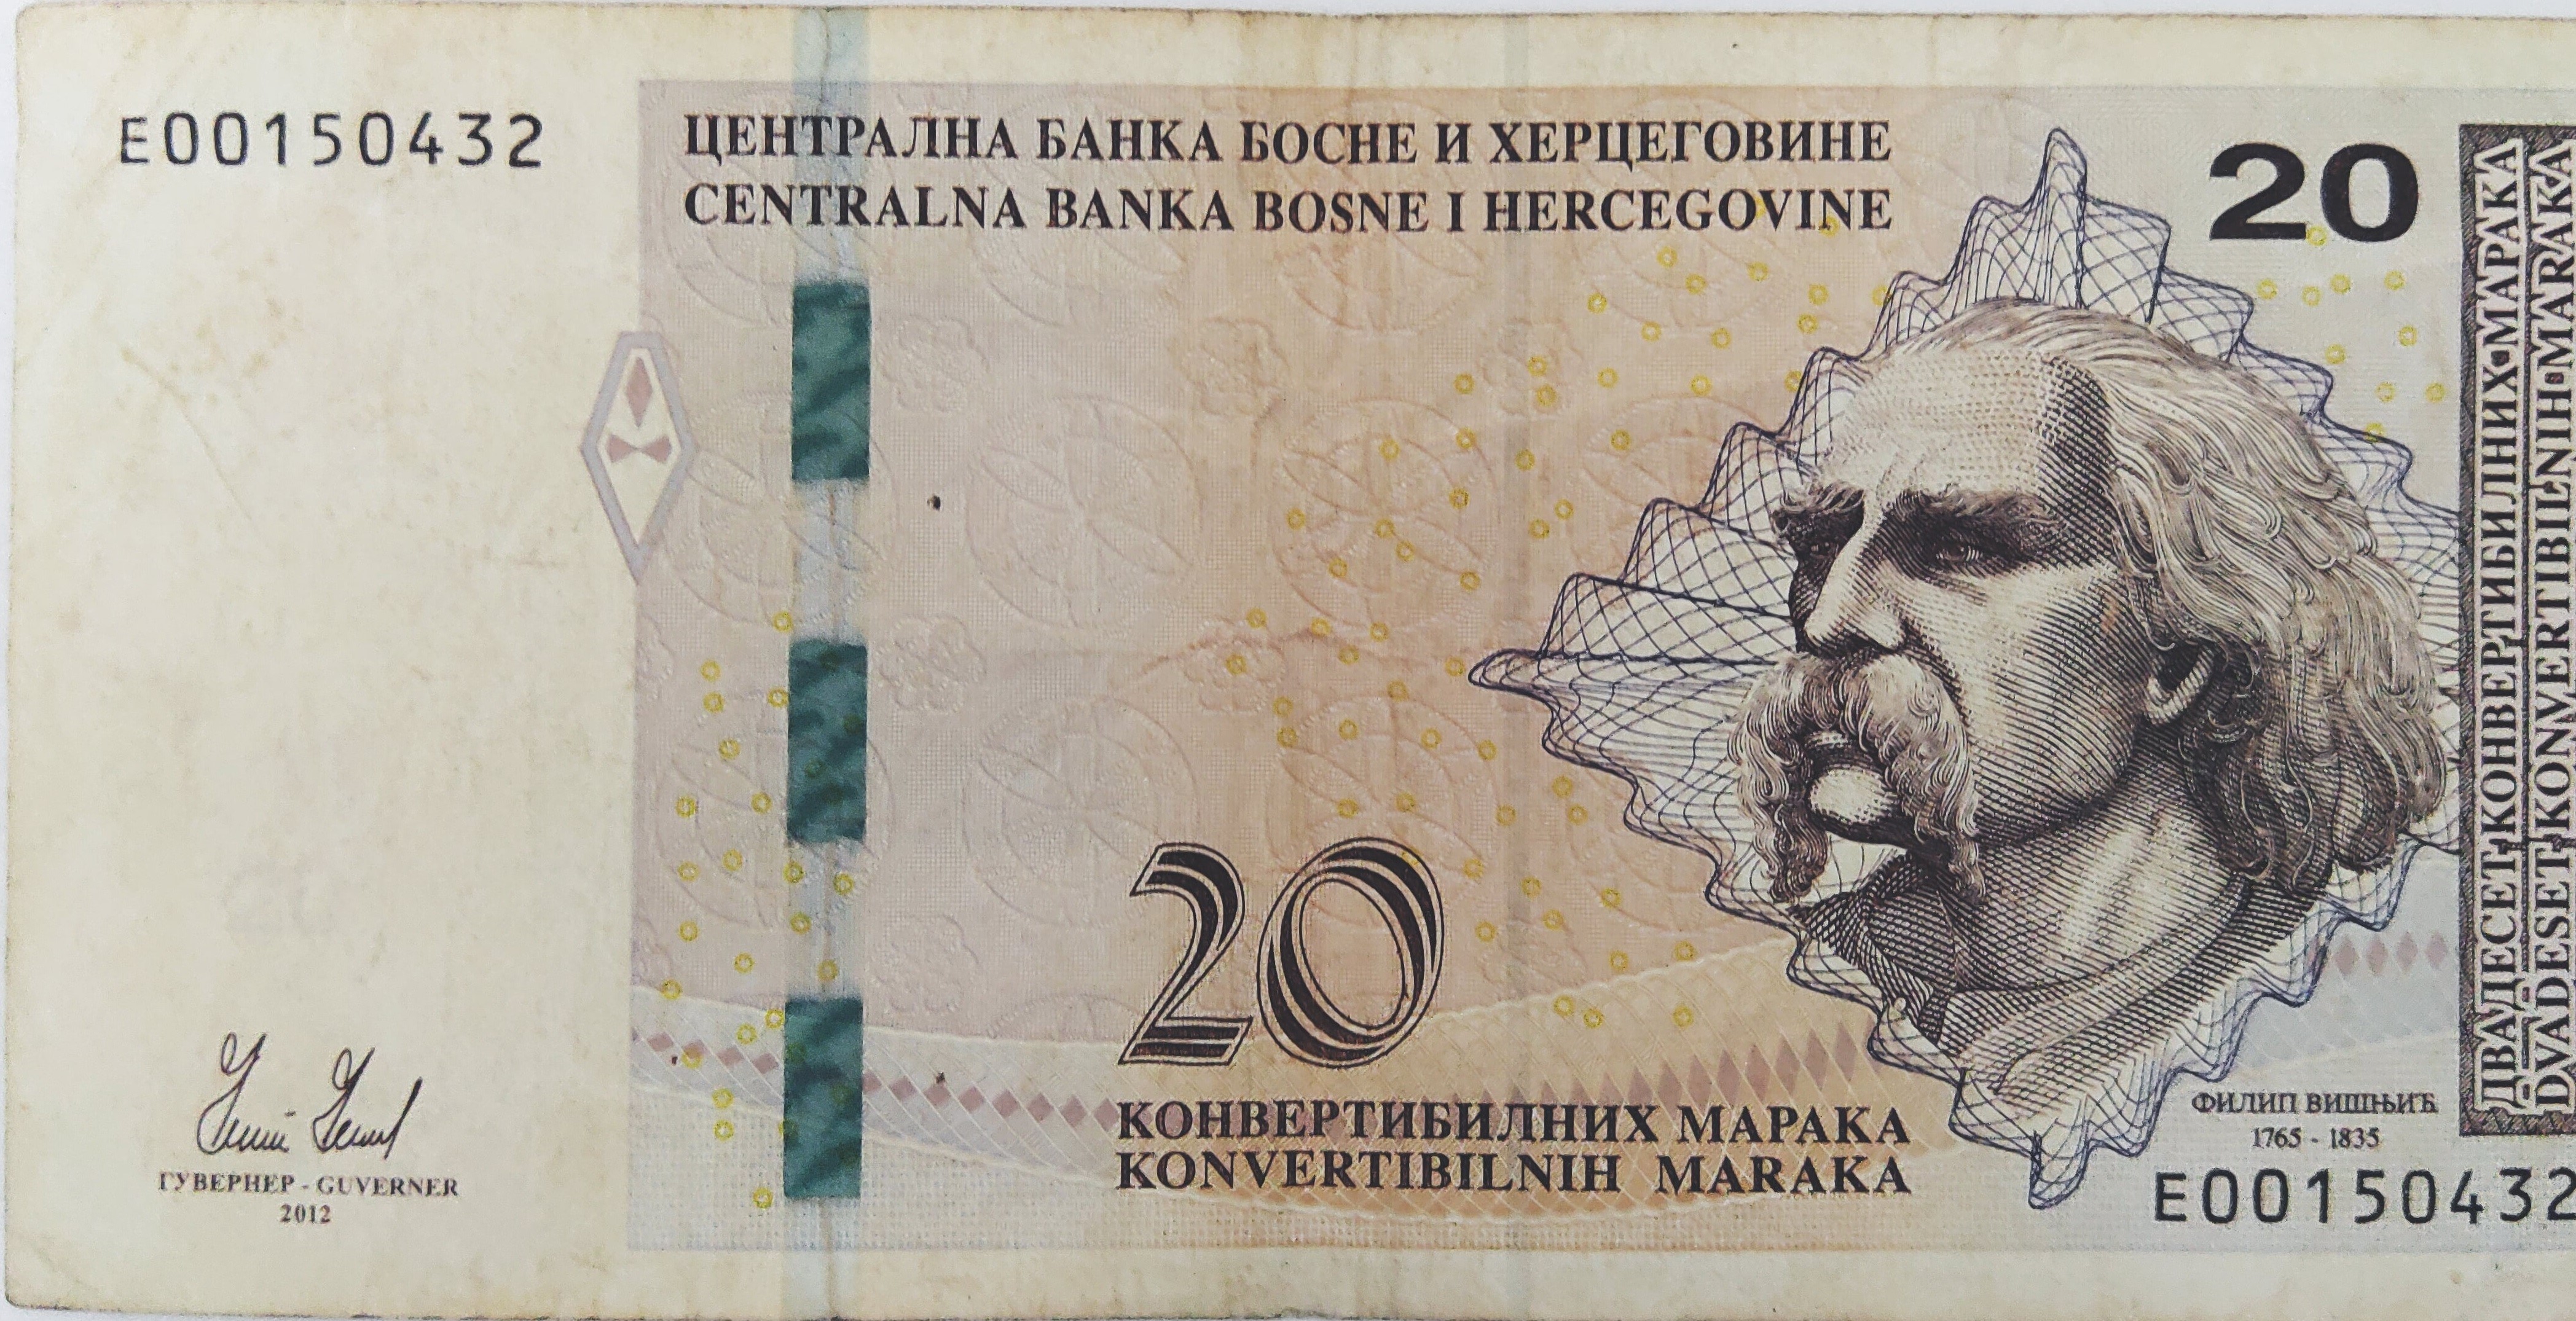 E00150432
ЦЕНТРАЛНА БАНКА БОСНЕ И ХЕРЦЕГОВИНЕ
CENTRALNA BANKA BOSNE I HERCEGOVINE
20
ДВАДЕСЕТ КОНВЕРТИБИЛНИХ МАРАКА
DVADESET KONVERTIBILNIH MARAKA
20
КОНВЕРТИБИЛНИХ МАРАКА
KONVERTIBILNIH MARAKA
ФИЛИП ВИШЊИЋ
1765 - 1835
E00150432
ГУВЕРНЕР - GUVERNER
2012